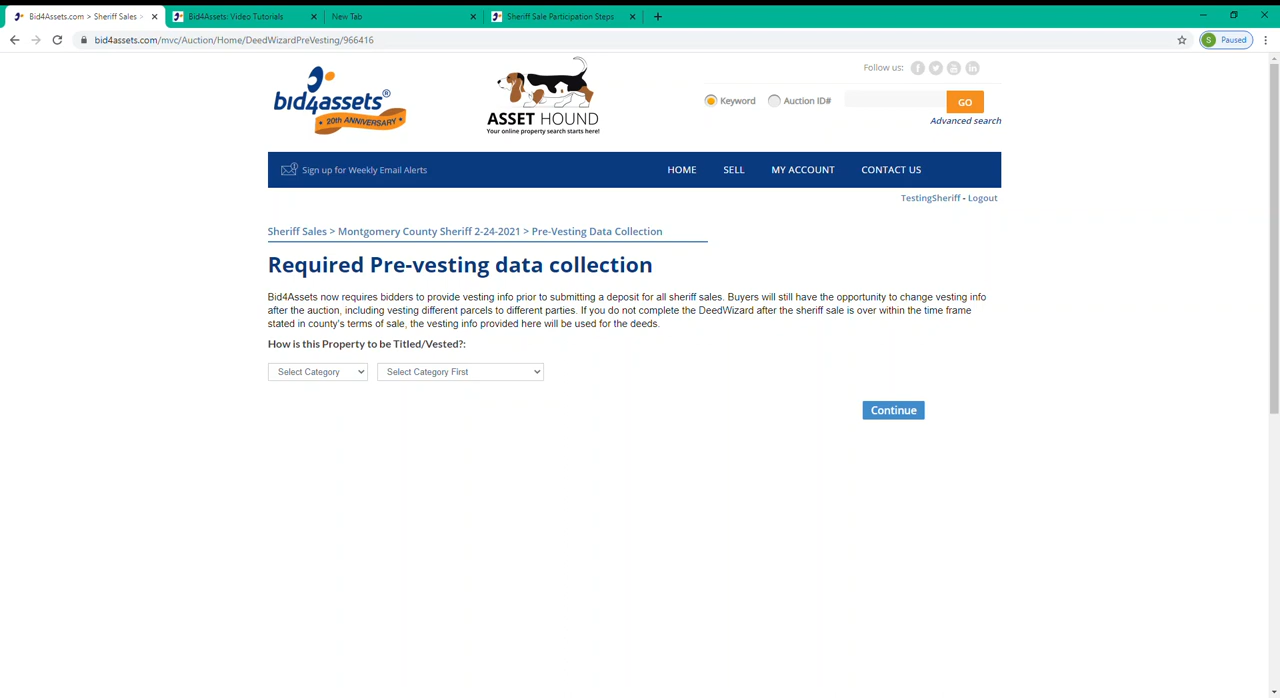 Bid4Assets.com > Sheriff Sales >
Bid4Assets: Video Tutorials
New Tab
Sheriff Sale Participation Steps
bid4assets.com/mvc/Auction/Home/DeedWizardPreVesting/966416
S Paused
bid4assets®
20th ANNIVERSARY
ASSET HOUND
Your online property search starts here!
Follow us:
Keyword Auction ID# GO
Advanced search
Sign up for Weekly Email Alerts HOME SELL MY ACCOUNT CONTACT US
TestingSheriff - Logout
Sheriff Sales > Montgomery County Sheriff 2-24-2021 > Pre-Vesting Data Collection
Required Pre-vesting data collection
Bid4Assets now requires bidders to provide vesting info prior to submitting a deposit for all sheriff sales. Buyers will still have the opportunity to change vesting info
after the auction, including vesting different parcels to different parties. If you do not complete the DeedWizard after the sheriff sale is over within the time frame
stated in county's terms of sale, the vesting info provided here will be used for the deeds.
How is this Property to be Titled/Vested?:
Select Category Select Category First
Continue